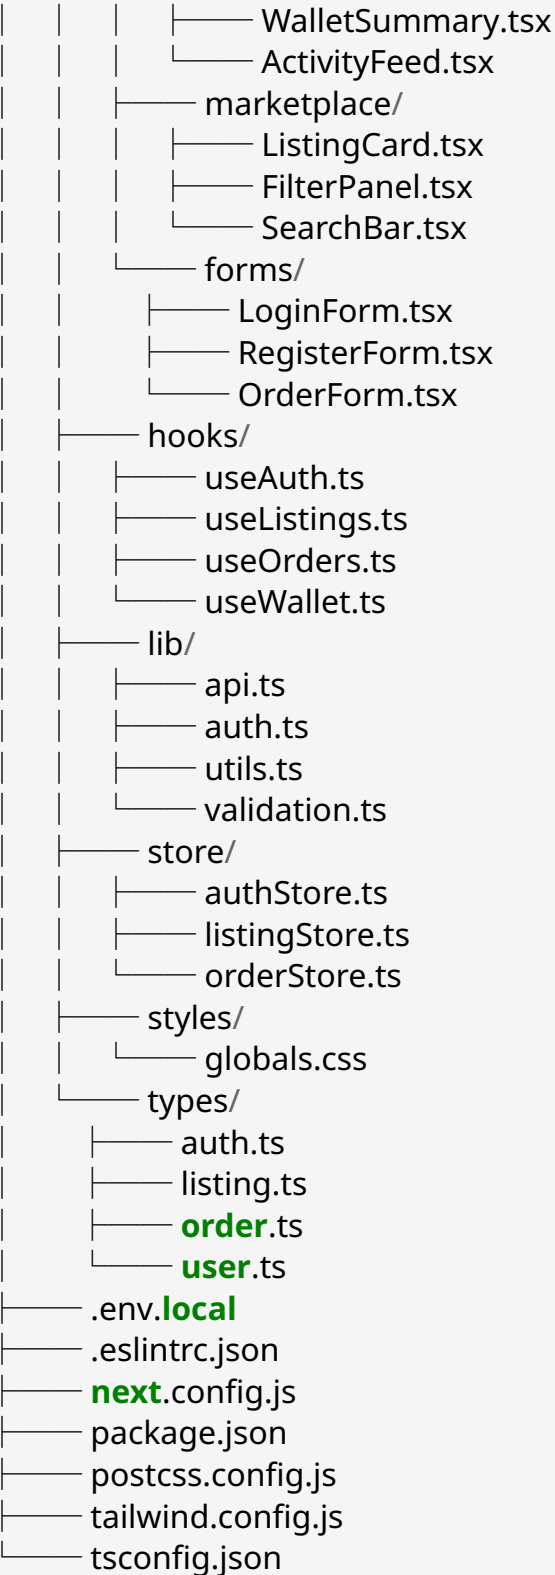 │   │   │   ├── WalletSummary.tsx
│   │   │   └── ActivityFeed.tsx
│   │   ├── marketplace/
│   │   │   ├── ListingCard.tsx
│   │   │   ├── FilterPanel.tsx
│   │   │   └── SearchBar.tsx
│   │   └── forms/
│   │       ├── LoginForm.tsx
│   │       ├── RegisterForm.tsx
│   │       └── OrderForm.tsx
│   ├── hooks/
│   │   ├── useAuth.ts
│   │   ├── useListings.ts
│   │   ├── useOrders.ts
│   │   └── useWallet.ts
│   ├── lib/
│   │   ├── api.ts
│   │   ├── auth.ts
│   │   ├── utils.ts
│   │   └── validation.ts
│   ├── store/
│   │   ├── authStore.ts
│   │   ├── listingStore.ts
│   │   └── orderStore.ts
│   ├── styles/
│   │   └── globals.css
│   └── types/
│       ├── auth.ts
│       ├── listing.ts
│       ├── order.ts
│       └── user.ts
├── .env.local
├── .eslintrc.json
├── next.config.js
├── package.json
├── postcss.config.js
├── tailwind.config.js
└── tsconfig.json